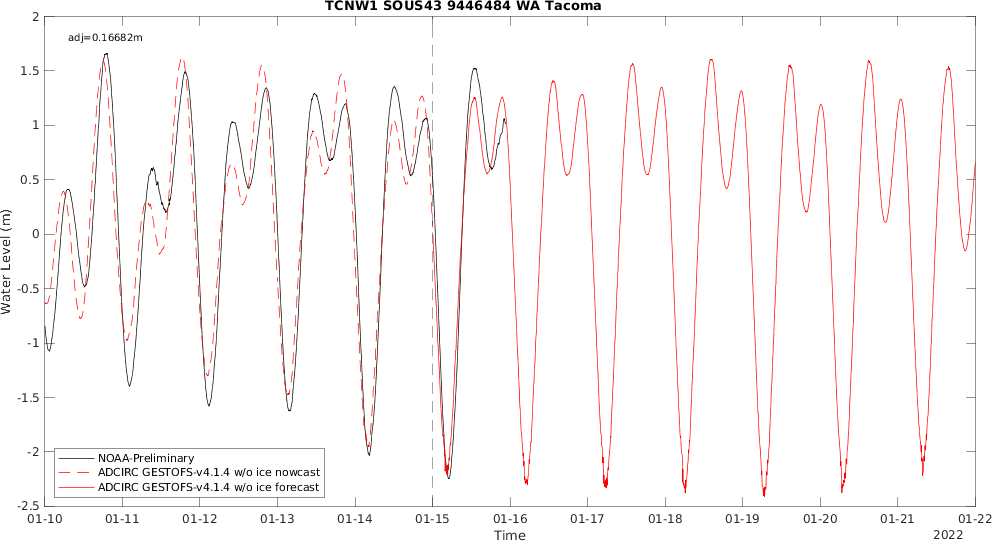 TCNW1 SOUS43 9446484 WA Tacoma
adj=0.16682m
Water Level (m)
2
1.5
1
0.5
0
-0.5
-1
-1.5
-2
-2.5
NOAA-Preliminary
ADCIRC GESTOFS-v4.1.4 w/o ice nowcast
ADCIRC GESTOFS-v4.1.4 w/o ice forecast
01-10 01-11 01-12 01-13 01-14 01-15 01-16 01-17 01-18 01-19 01-20 01-21 01-22
Time
2022